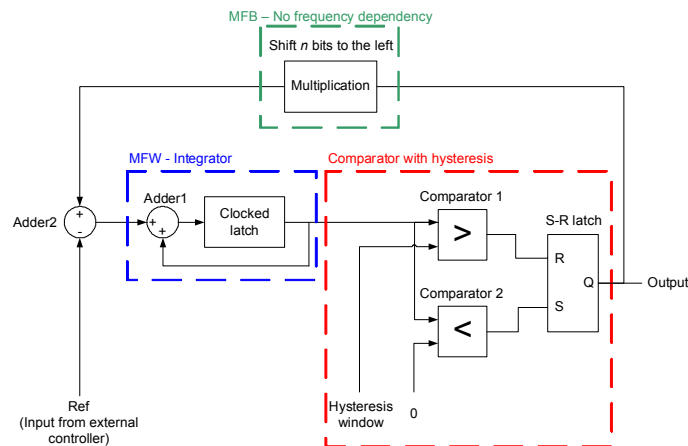 MFB – No frequency dependency
Shift n bits to the left
Multiplication
MFW - Integrator
Comparator with hysteresis
Adder1
Clocked
latch
Adder2
+
-
+
+
Comparator 1
>
S-R latch
R
Q
Output
S
Comparator 2
<
Ref
(Input from external
controller)
Hysteresis
window
0